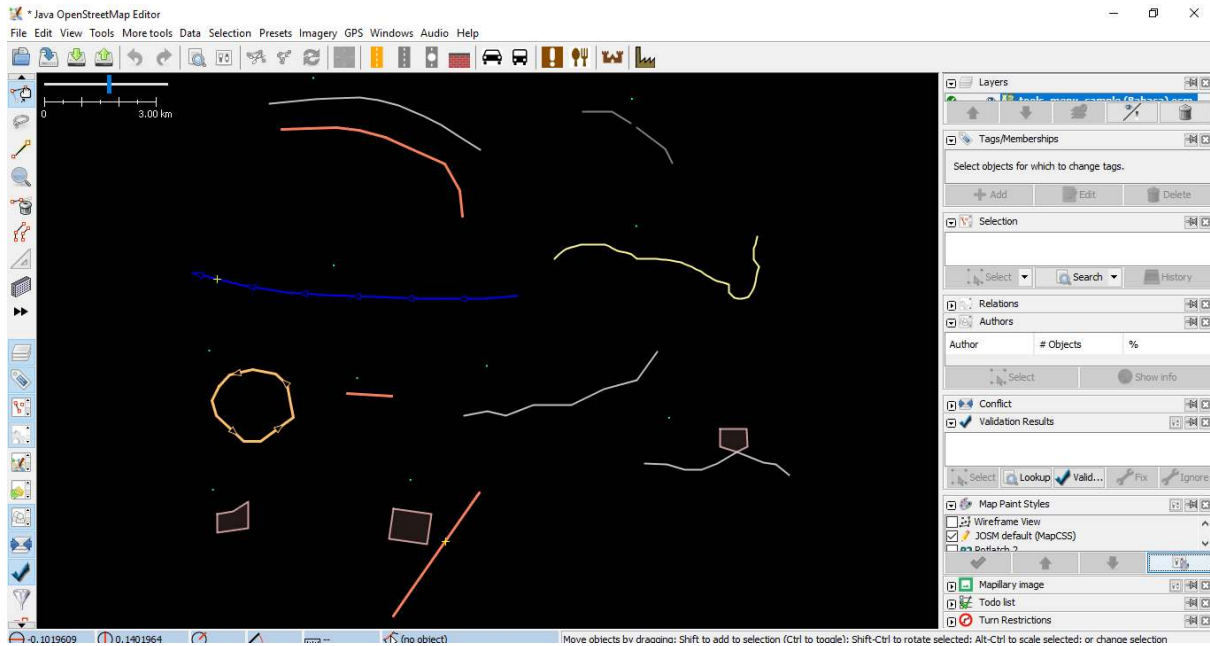 * Java OpenStreetMap Editor
File Edit View Tools More tools Data Selection Presets Imagery GPS Windows Audio Help
0 3.00 km
Layers
tools_menu_sample (Bahasa).osm
Tags/Memberships
Select objects for which to change tags.
Add Edit Delete
Selection
Select Search History
Relations
Authors
Author # Objects %
Select Show info
Conflict
Validation Results
Select Lookup Valid... Fix Ignore
Map Paint Styles
Wireframe View
JOSM default (MapCSS)
Potlatch 2
Mapillary image
Todo list
Turn Restrictions
-0.1019609 0.1401964 -- (no object) Move objects by dragging; Shift to add to selection (Ctrl to toggle); Shift-Ctrl to rotate selected; Alt-Ctrl to scale selected; or change selection